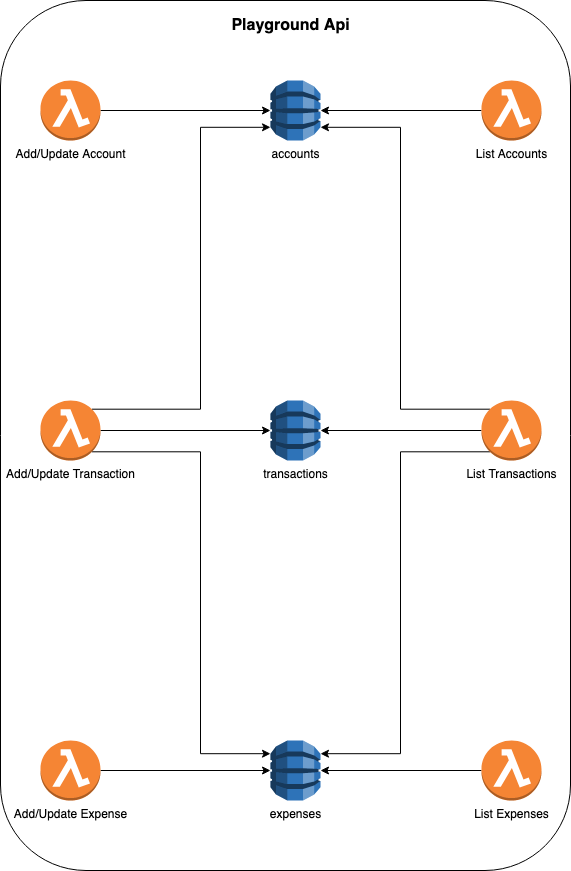 Playground Api
Add/Update Account
accounts
List Accounts
Add/Update Transaction
transactions
List Transactions
Add/Update Expense
expenses
List Expenses